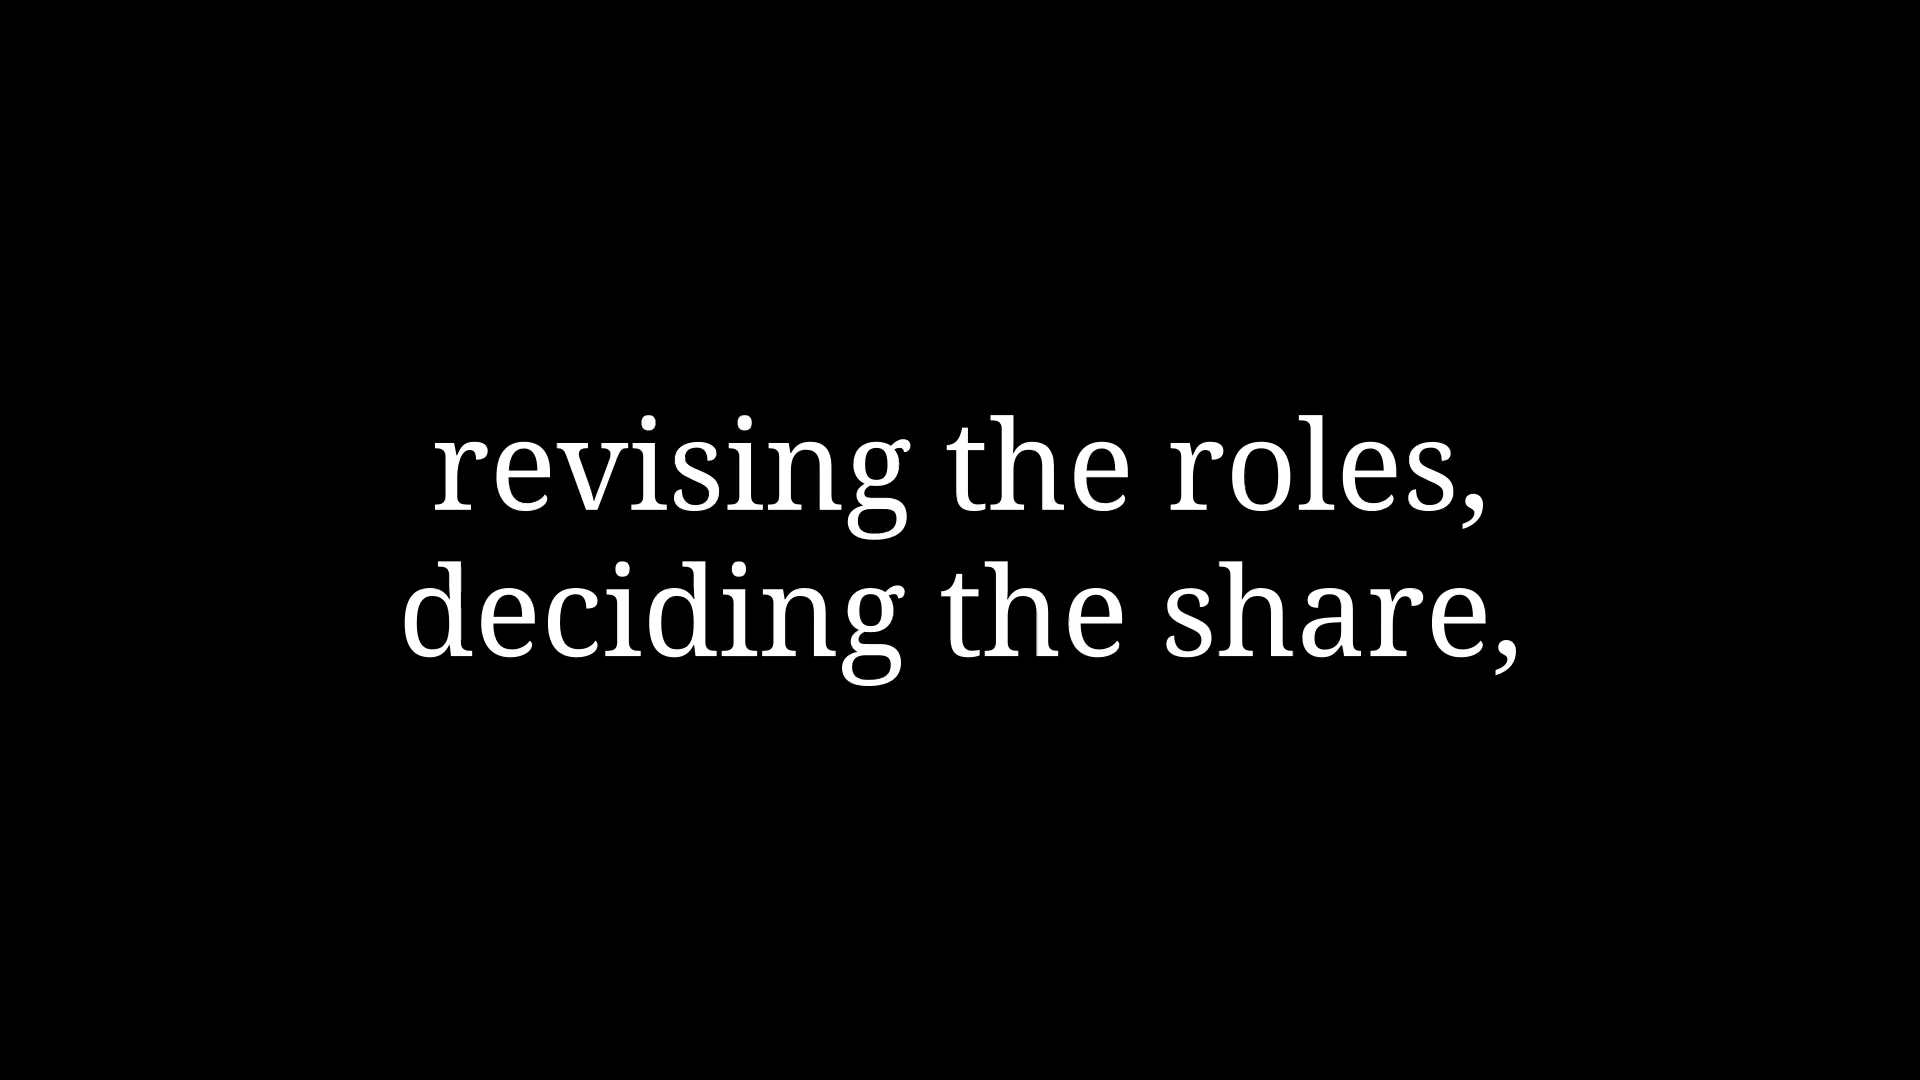 revising the roles,
deciding the share,